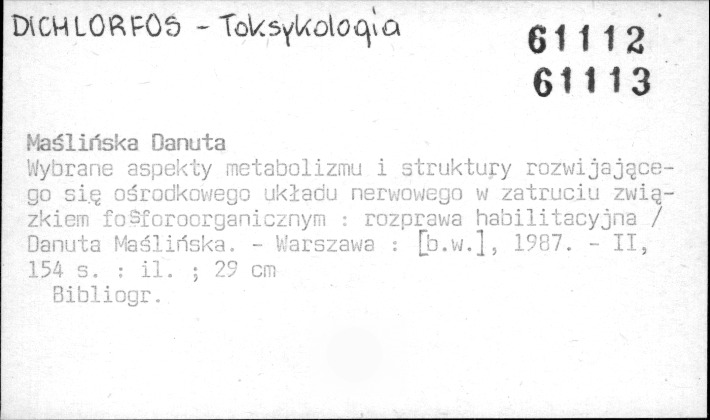 DICHLORFOS - Toksykologia
61112
61113
Maślińska Danuta
Wybrane aspekty metabolizmu i struktury rozwijające-
go się ośrodkowego układu nerwowego w zatruciu zwią-
zkiem fosforoorganicznym : rozprawa habilitacyjna /
Danuta Maślińska. - Warszawa : [b.w.], 1987. - II,
154 s. : il. ; 29 cm
Bibliogr.